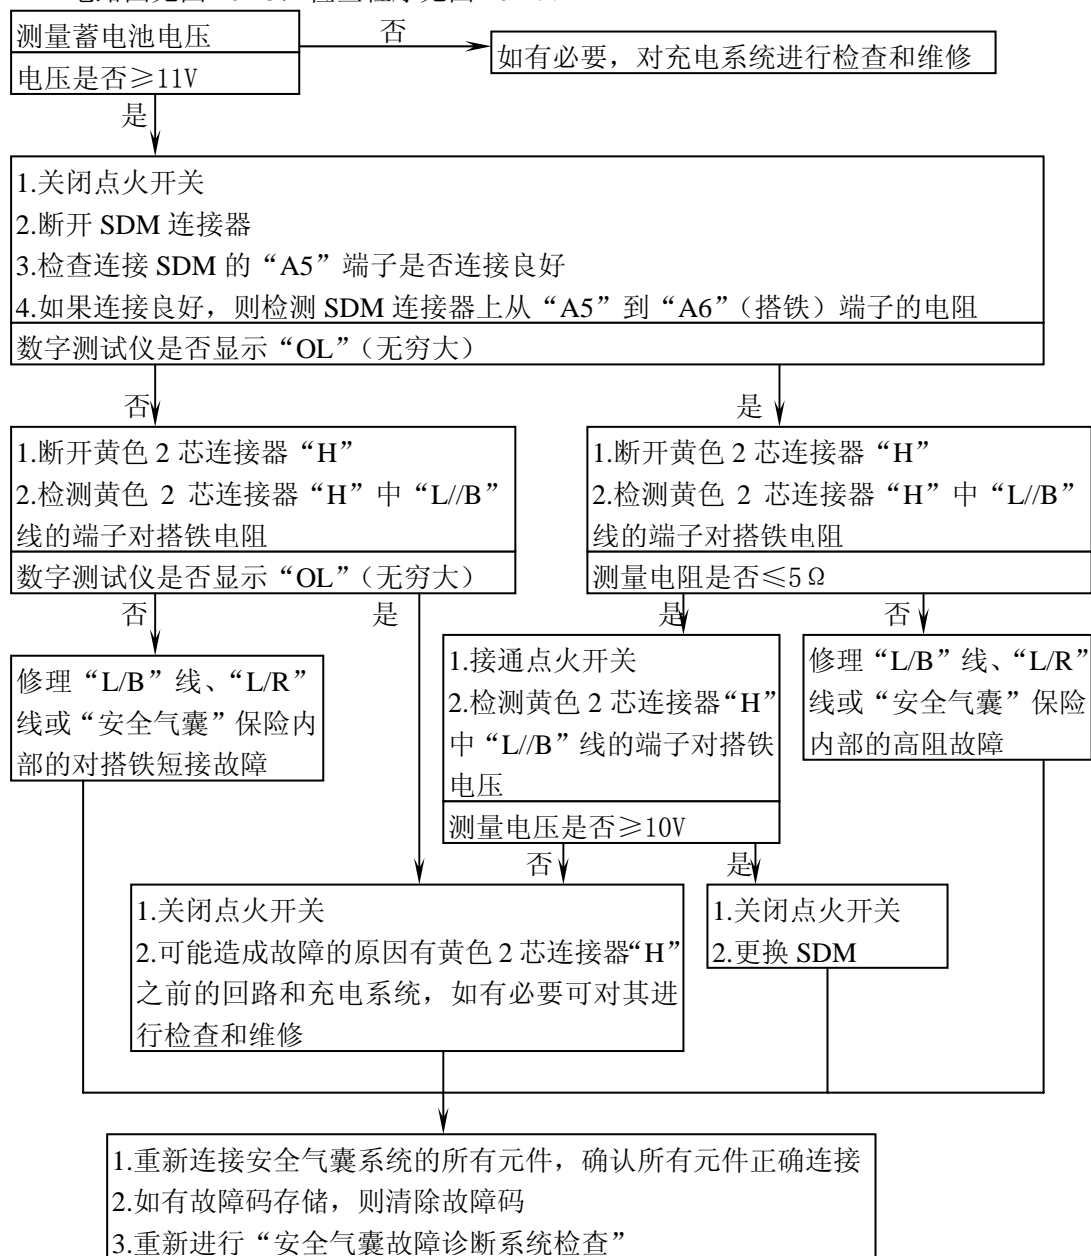 测量蓄电池电压
电压是否≥11V
否
如有必要，对充电系统进行检查和维修
是
1.关闭点火开关
2.断开 SDM 连接器
3.检查连接 SDM 的“A5”端子是否连接良好
4.如果连接良好，则检测 SDM 连接器上从“A5”到“A6”（搭铁）端子的电阻
数字测试仪是否显示“OL”（无穷大）
否
是
1.断开黄色 2 芯连接器“H”
2.检测黄色 2 芯连接器“H”中“L//B”
线的端子对搭铁电阻
数字测试仪是否显示“OL”（无穷大）
1.断开黄色 2 芯连接器“H”
2.检测黄色 2 芯连接器“H”中“L//B”
线的端子对搭铁电阻
测量电阻是否≤5Ω
否
是
是
否
修理“L/B”线、“L/R”
线或“安全气囊”保险内
部的对搭铁短接故障
1.接通点火开关
2.检测黄色 2 芯连接器“H”
中“L//B”线的端子对搭铁
电压
测量电压是否≥10V
修理“L/B”线、“L/R”
线或“安全气囊”保险
内部的高阻故障
否
是
1.关闭点火开关
2.可能造成故障的原因有黄色 2 芯连接器“H”
之前的回路和充电系统，如有必要可对其进
行检查和维修
1.关闭点火开关
2.更换 SDM
1.重新连接安全气囊系统的所有元件，确认所有元件正确连接
2.如有故障码存储，则清除故障码
3.重新进行“安全气囊故障诊断系统检查”